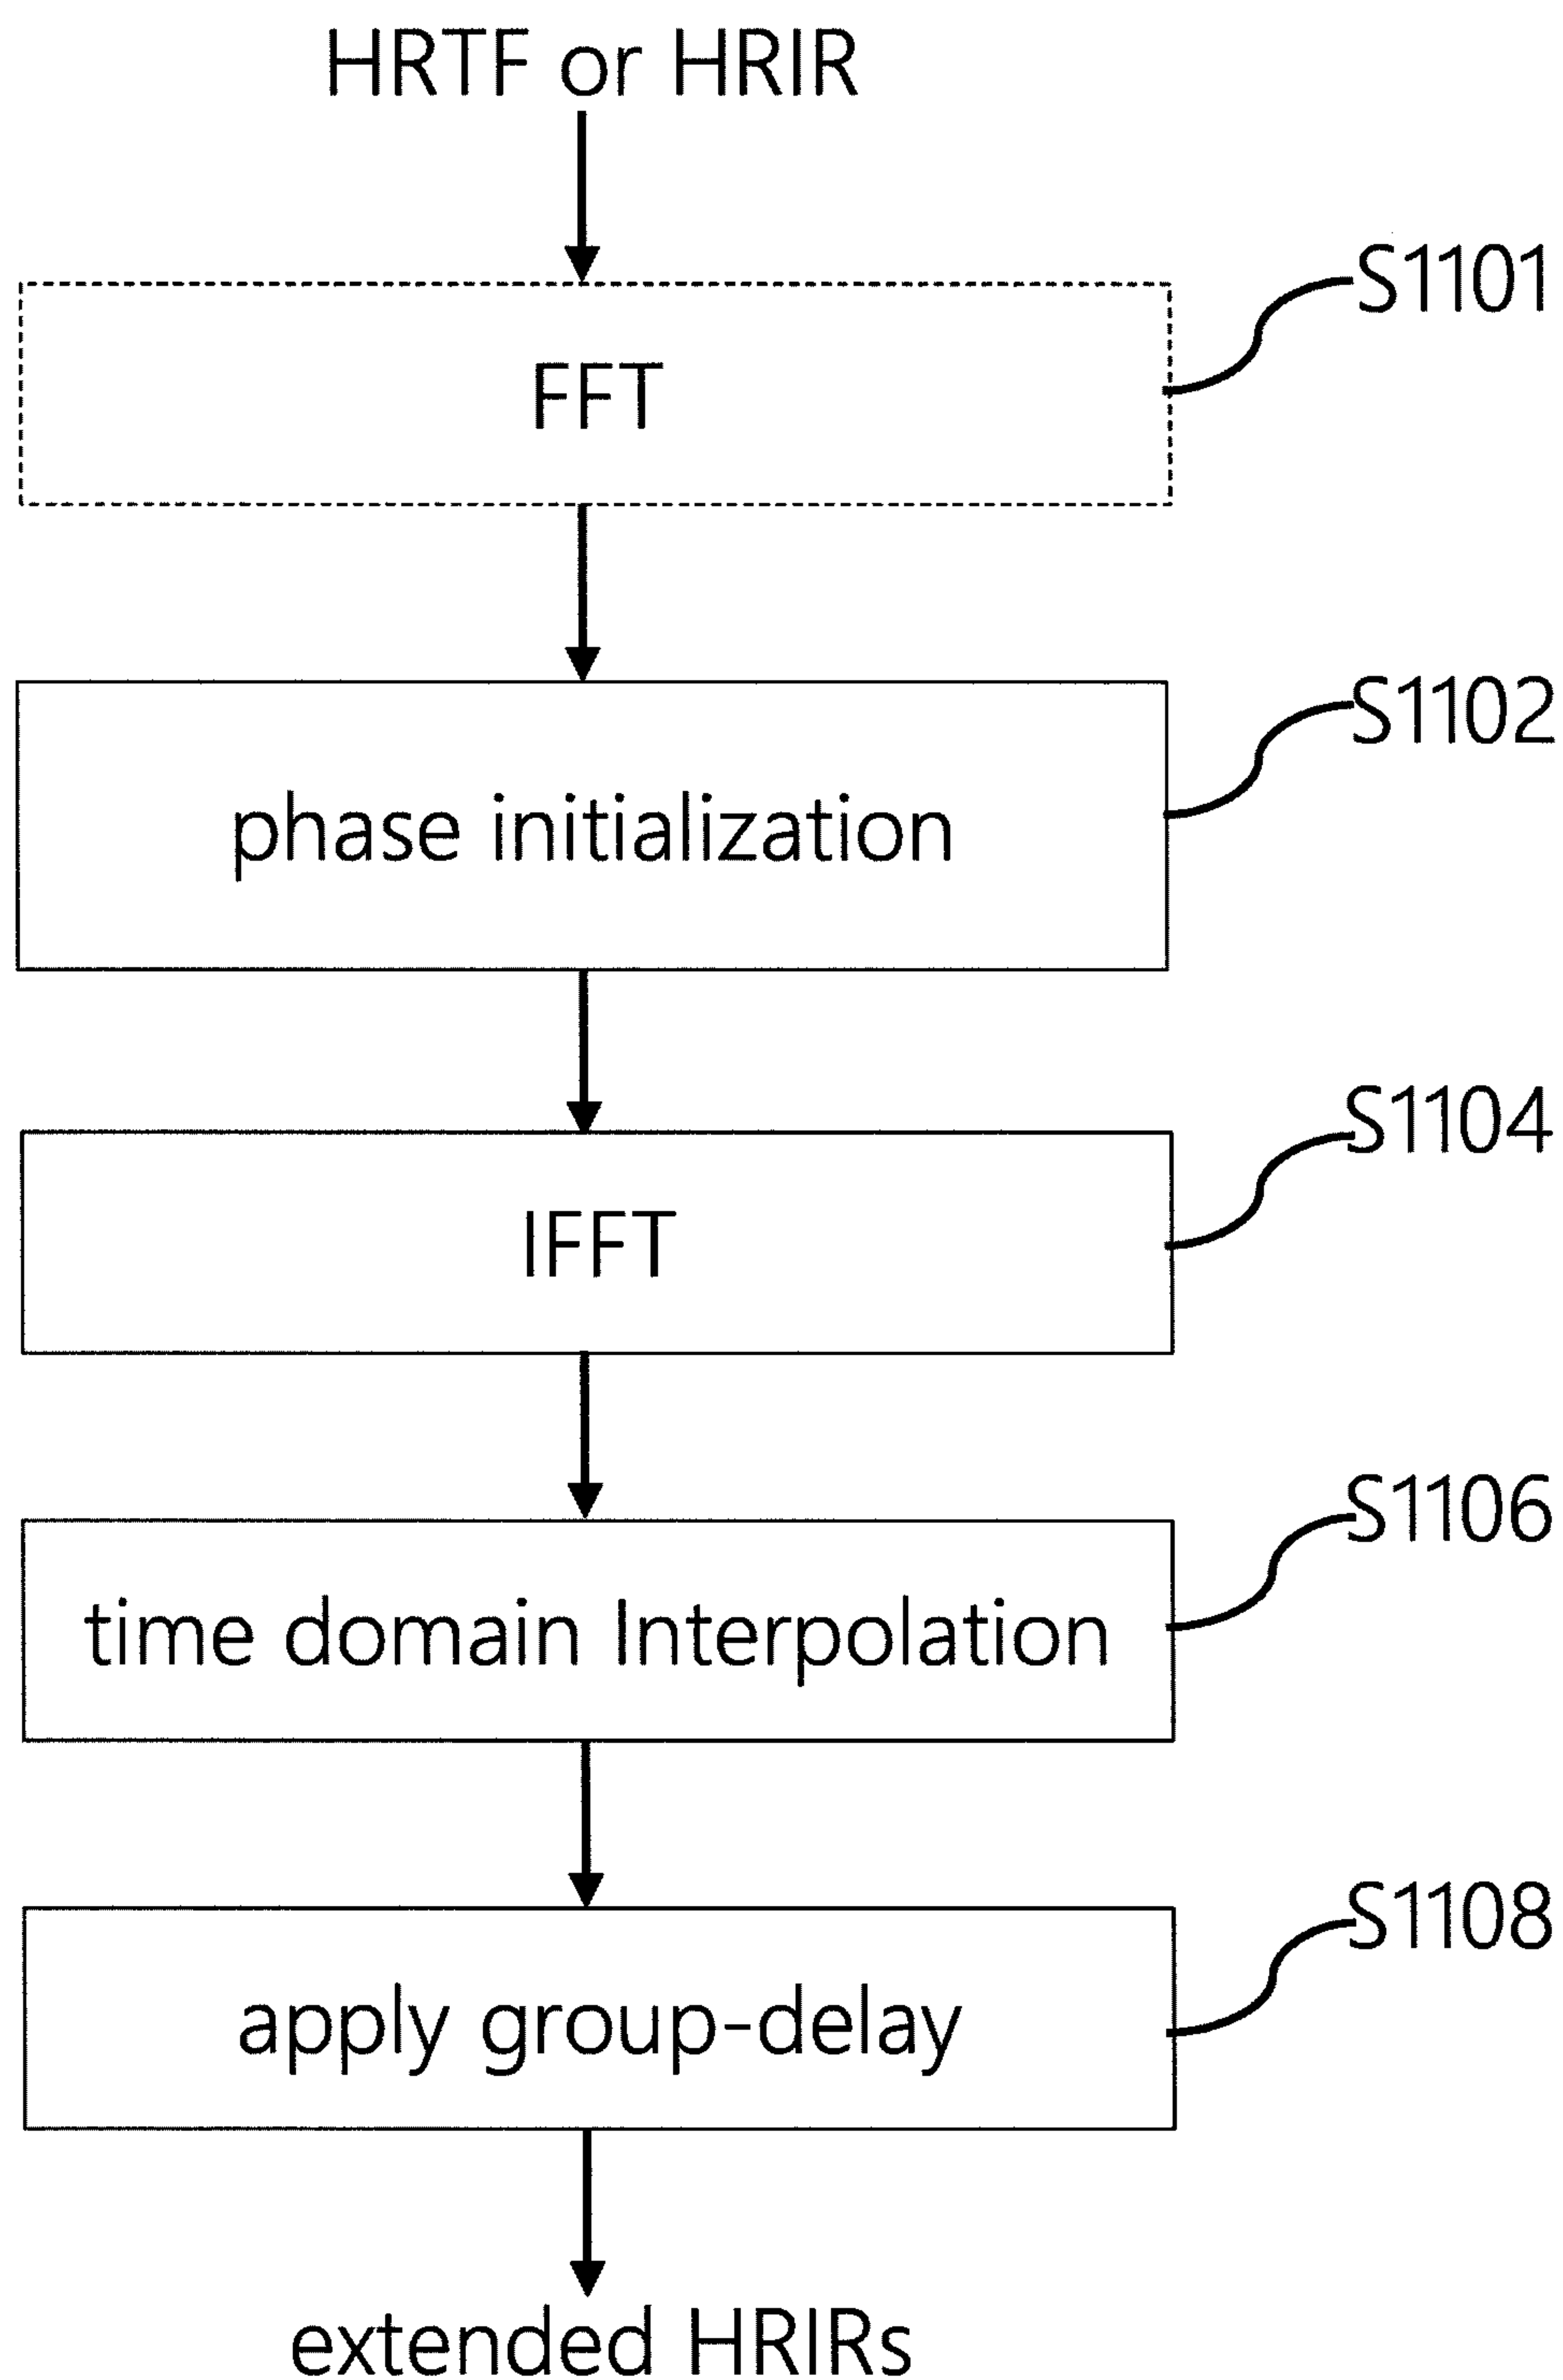 HRTF or HRIR
S1101
FFT
S1102
phase initialization
S1104
IFFT
S1106
time domain Interpolation
S1108
apply group-delay
extended HRIRs